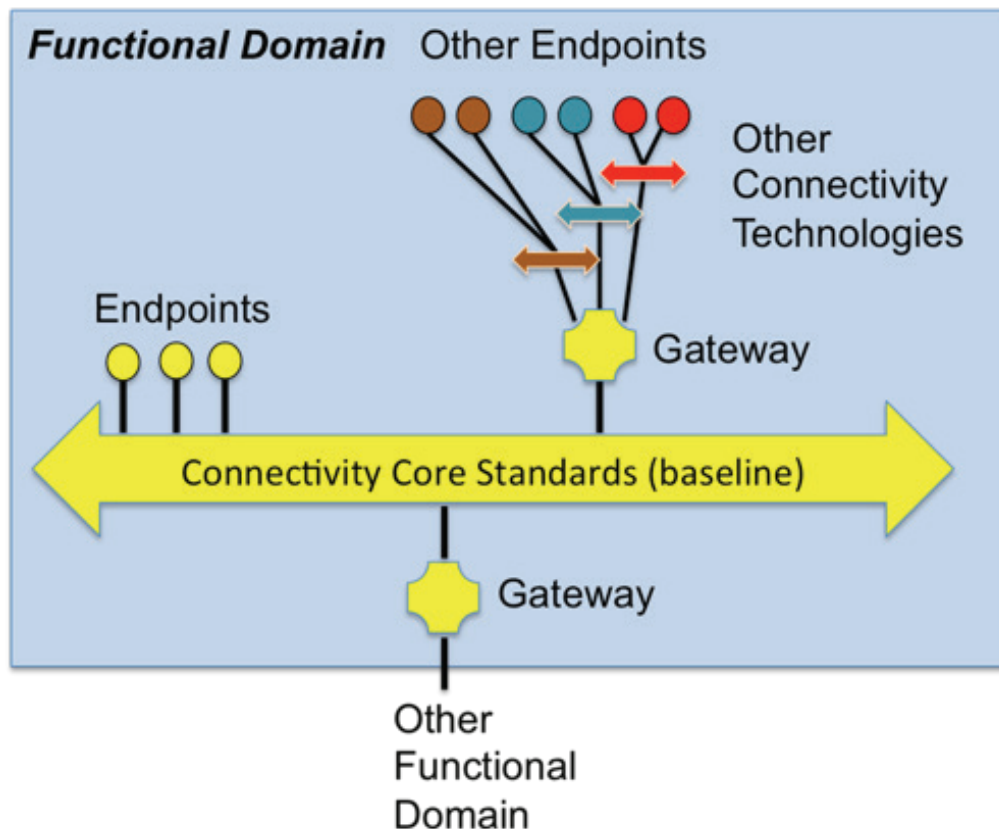 Functional Domain
Other Endpoints
Other
Connectivity
Technologies
Endpoints
Gateway
Connectivity Core Standards (baseline)
Gateway
Other
Functional
Domain